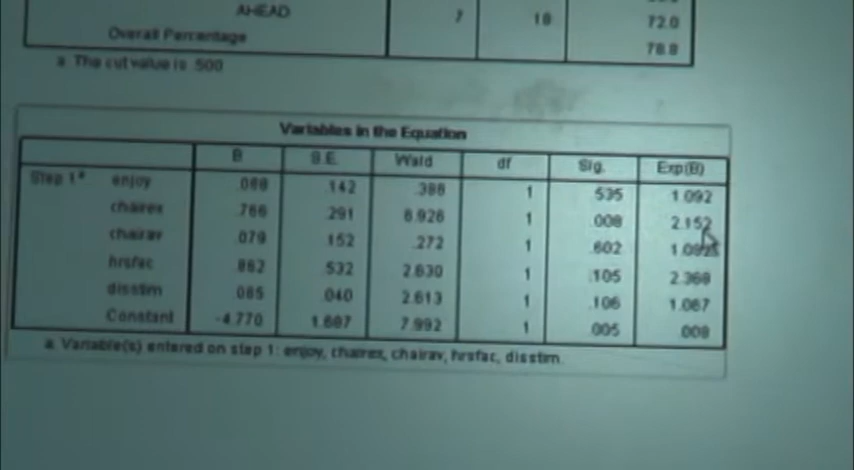 AHEAD 7 18 72.0
Overall Percentage 78.8
a. The cut value is .500
Variables in the Equation
B S.E. Wald df Sig. Exp(B)
Step 1ª enjoy .088 .142 .386 1 .535 1.092
chairex .766 .291 6.926 1 .008 2.152
chairav .079 .152 .272 1 .602
hrsfac .862 .532 2.630 1 .105 2.368
disstim .065 .040 2.613 1 .106 1.067
Constant -4.770 1.687 7.992 1 .005 .008
a. Variable(s) entered on step 1: enjoy, chairex, chairav, hrsfac, disstim.